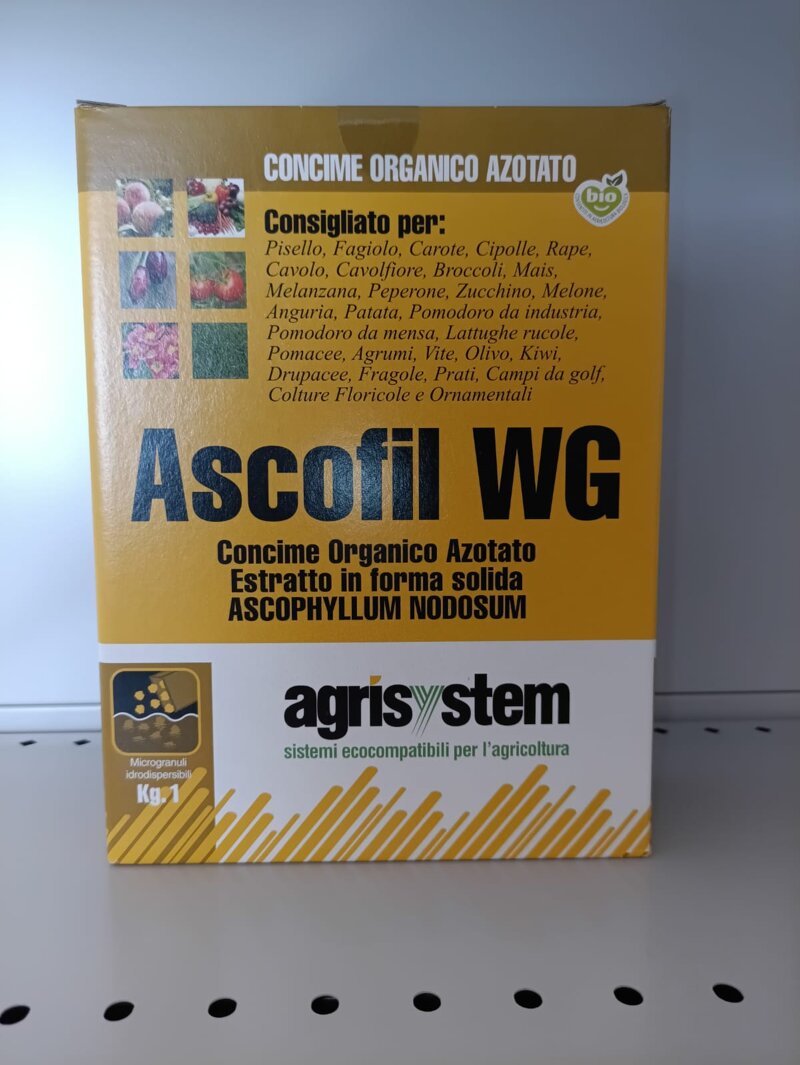 CONCIME ORGANICO AZOTATO
bio
Consigliato per:
Pisello, Fagiolo, Carote, Cipolle, Rape,
Cavolo, Cavolfiore, Broccoli, Mais,
Melanzana, Peperone, Zucchino, Melone,
Anguria, Patata, Pomodoro da industria,
Pomodoro da mensa, Lattughe rucole,
Pomacee, Agrumi, Vite, Olivo, Kiwi,
Drupacee, Fragole, Prati, Campi da golf,
Colture Floricole e Ornamentali
Ascofil WG
Concime Organico Azotato
Estratto in forma solida
ASCOPHYLLUM NODOSUM
agrisystem
sistemi ecocompatibili per l'agricoltura
Microgranuli
idrodispersibili
Kg. 1